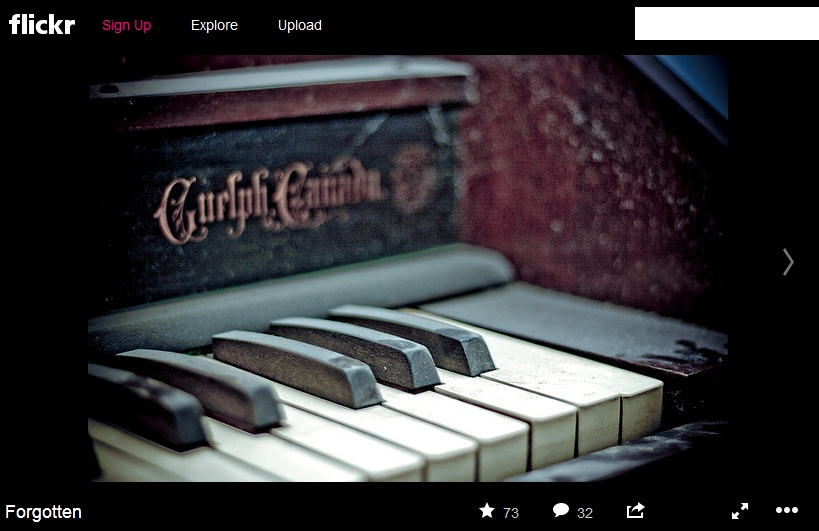 flickr Sign Up Explore Upload
Guelph, Canada.
Forgotten 73 32